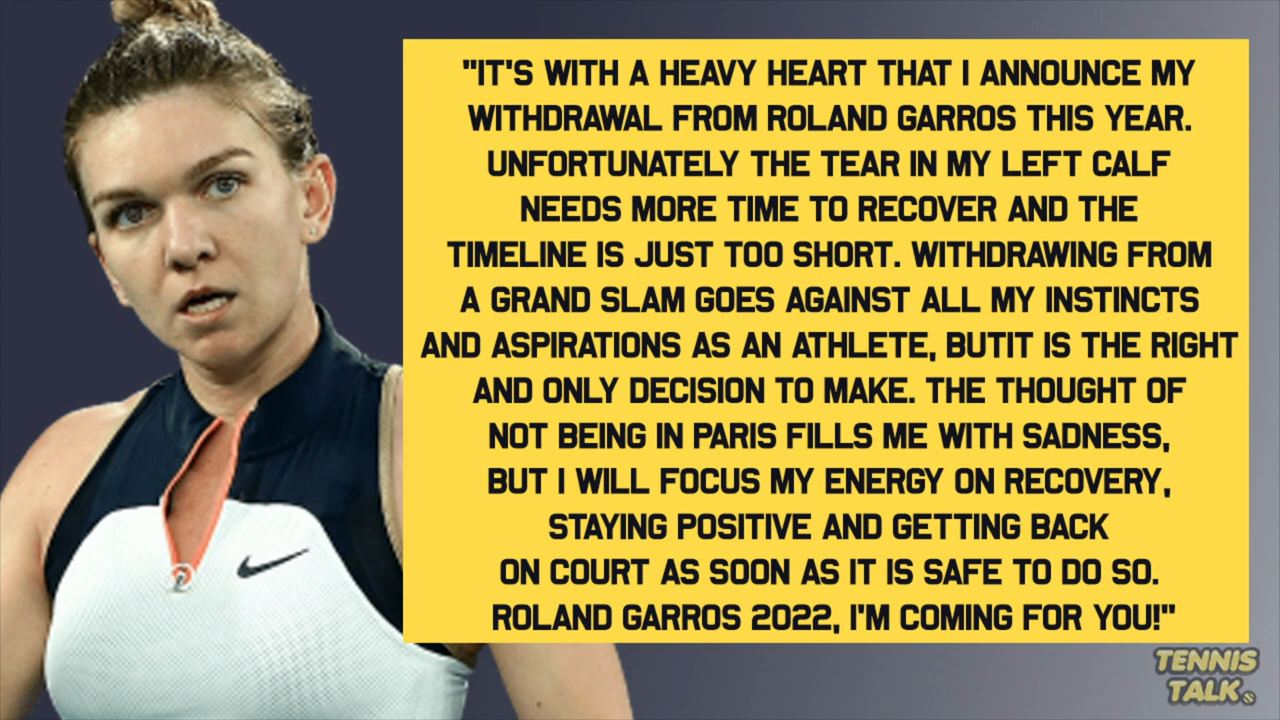 "IT'S WITH A HEAVY HEART THAT I ANNOUNCE MY
WITHDRAWAL FROM ROLAND GARROS THIS YEAR.
UNFORTUNATELY THE TEAR IN MY LEFT CALF
NEEDS MORE TIME TO RECOVER AND THE
TIMELINE IS JUST TOO SHORT. WITHDRAWING FROM
A GRAND SLAM GOES AGAINST ALL MY INSTINCTS
AND ASPIRATIONS AS AN ATHLETE, BUTIT IS THE RIGHT
AND ONLY DECISION TO MAKE. THE THOUGHT OF
NOT BEING IN PARIS FILLS ME WITH SADNESS,
BUT I WILL FOCUS MY ENERGY ON RECOVERY,
STAYING POSITIVE AND GETTING BACK
ON COURT AS SOON AS IT IS SAFE TO DO SO.
ROLAND GARROS 2022, I'M COMING FOR YOU!"
TENNIS
TALK